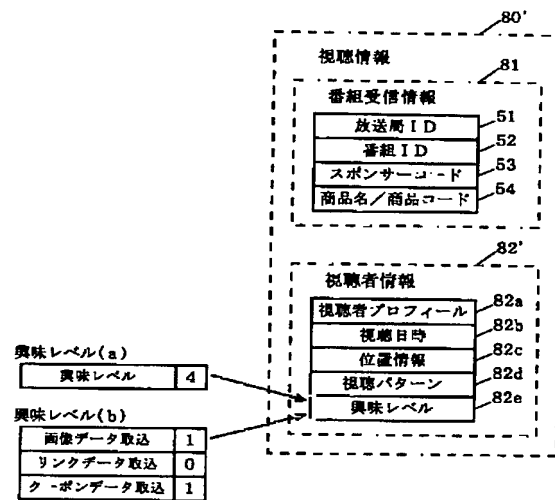 80'
視聴情報
81
番組受信情報
放送局ID
51
番組ID
52
スポンサーコード
53
商品名/商品コード
54
82'
視聴者情報
視聴者プロフィール
82a
視聴日時
82b
位置情報
82c
視聴パターン
82d
興味レベル
82e
興味レベル(a)
興味レベル 4
興味レベル(b)
画像データ取込 1
リンクデータ取込 0
クーポンデータ取込 1